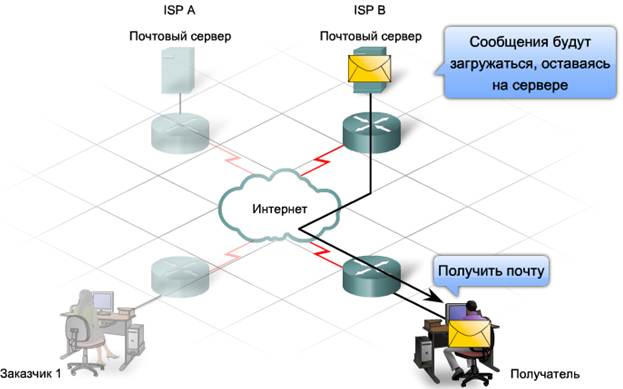 ISP A
ISP B
Почтовый сервер
Почтовый сервер
Сообщения будут
загружаться, оставаясь
на сервере
Интернет
Получить почту
Заказчик 1
Получатель